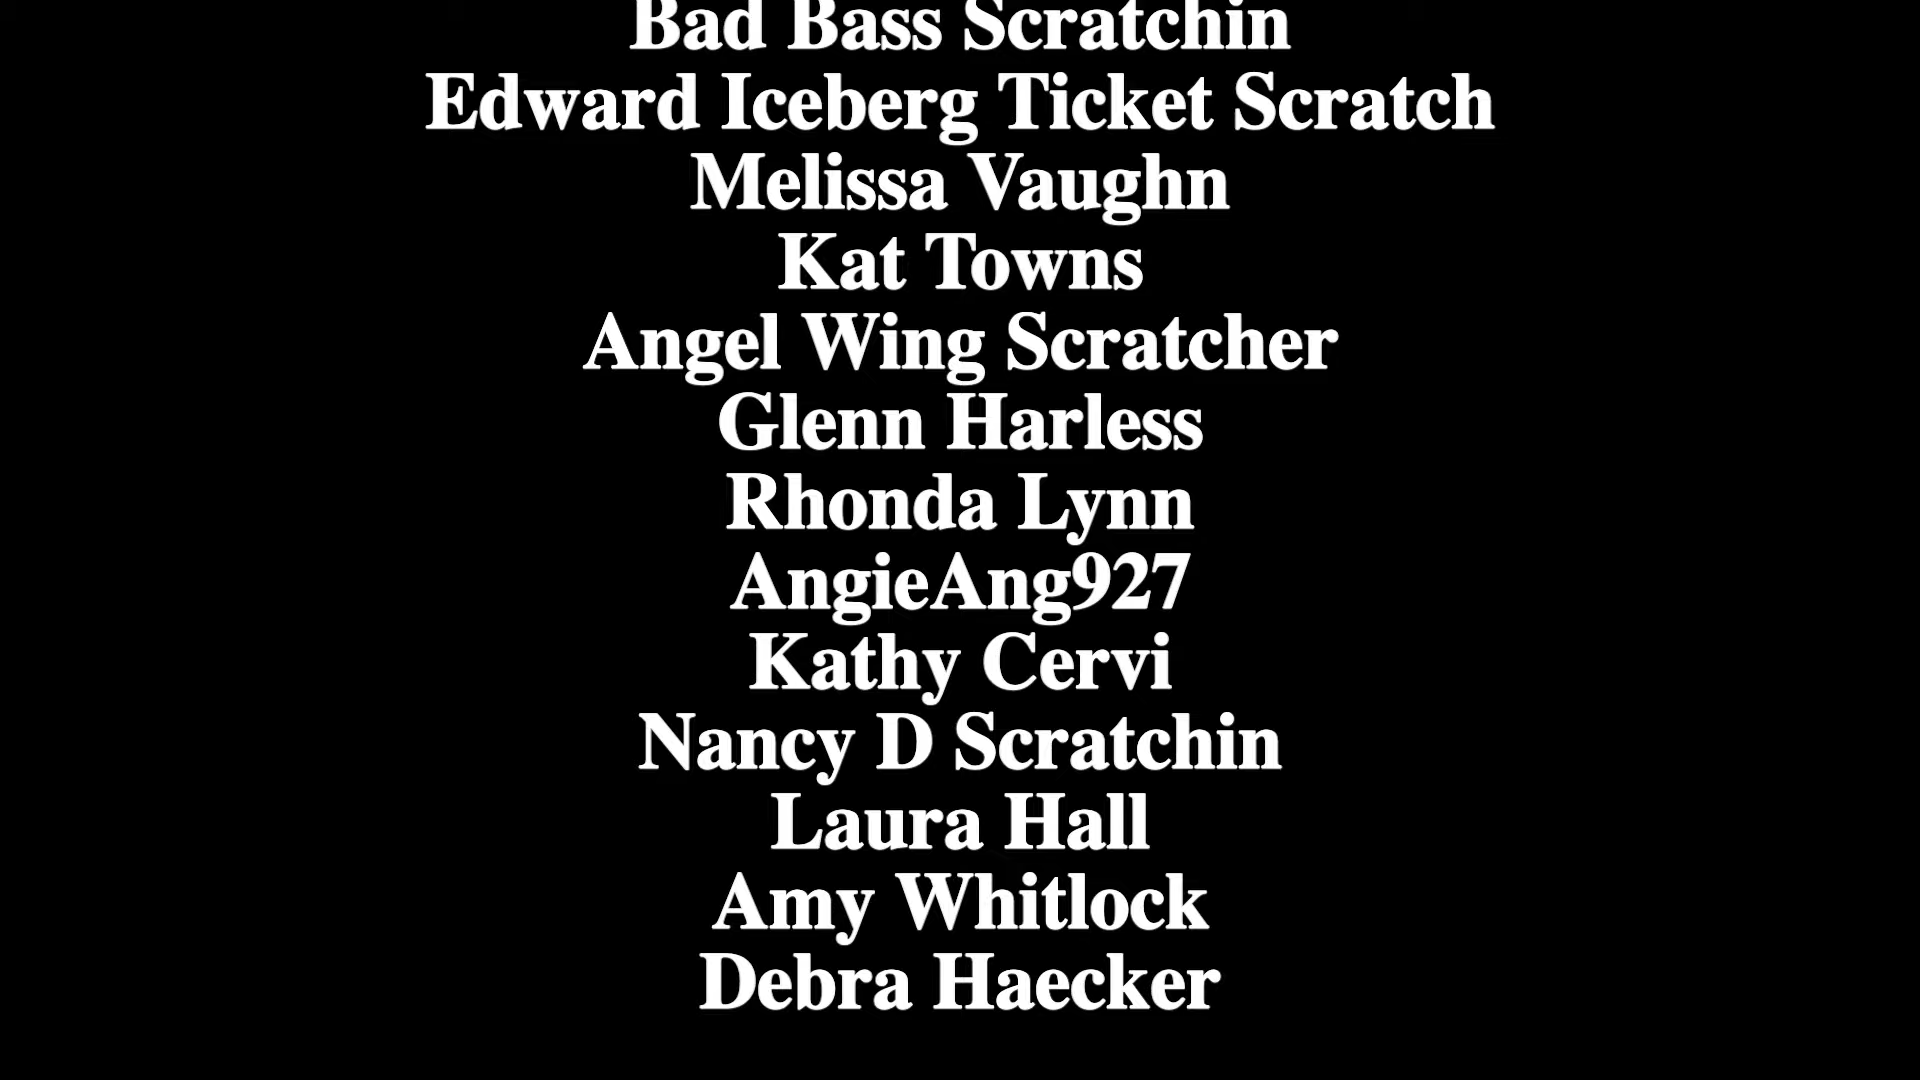 Bad Bass Scratchin
Edward Iceberg Ticket Scratch
Melissa Vaughn
Kat Towns
Angel Wing Scratcher
Glenn Harless
Rhonda Lynn
AngieAng927
Kathy Cervi
Nancy D Scratchin
Laura Hall
Amy Whitlock
Debra Haecker